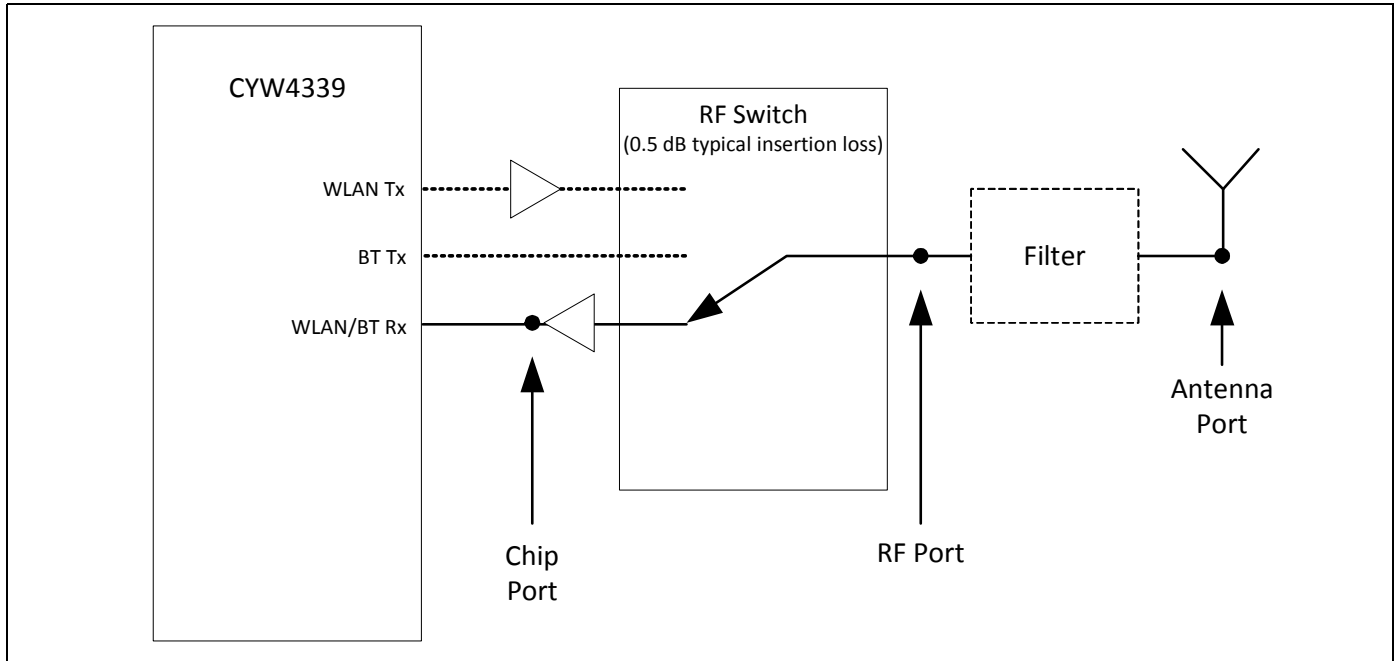 CYW4339
RF Switch
(0.5 dB typical insertion loss)
WLAN Tx
BT Tx
WLAN/BT Rx
Filter
Chip
Port
RF Port
Antenna
Port